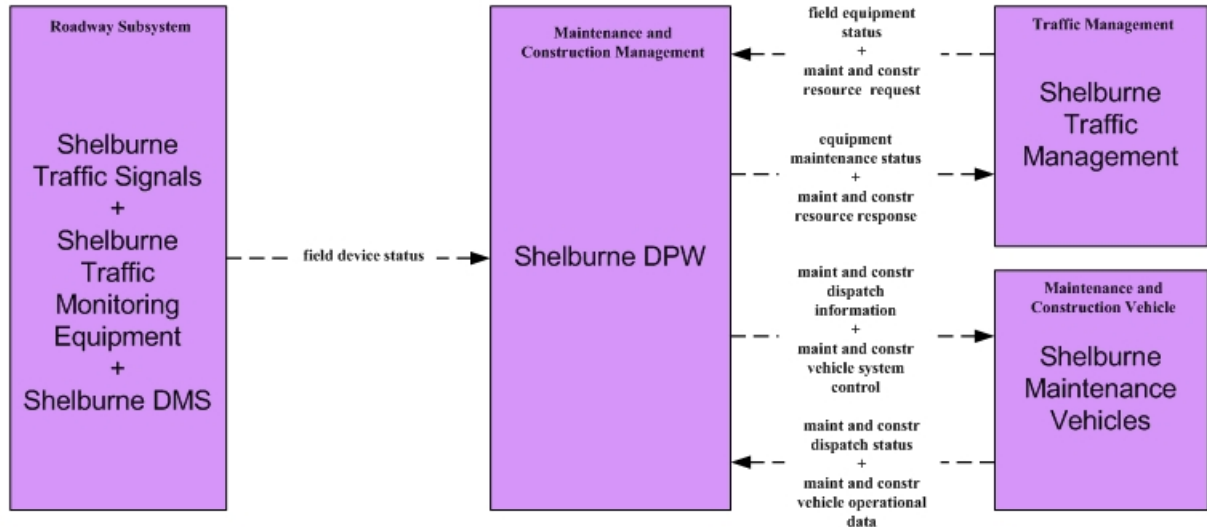 Roadway Subsystem
Shelburne
Traffic Signals
+
Shelburne
Traffic
Monitoring
Equipment
+
Shelburne DMS
field device status
Maintenance and
Construction Management
Shelburne DPW
field equipment
status
+
maint and constr
resource request
equipment
maintenance status
+
maint and constr
resource response
maint and constr
dispatch
information
+
maint and constr
vehicle system
control
maint and constr
dispatch status
+
maint and constr
vehicle operational
data
Traffic Management
Shelburne
Traffic
Management
Maintenance and
Construction Vehicle
Shelburne
Maintenance
Vehicles